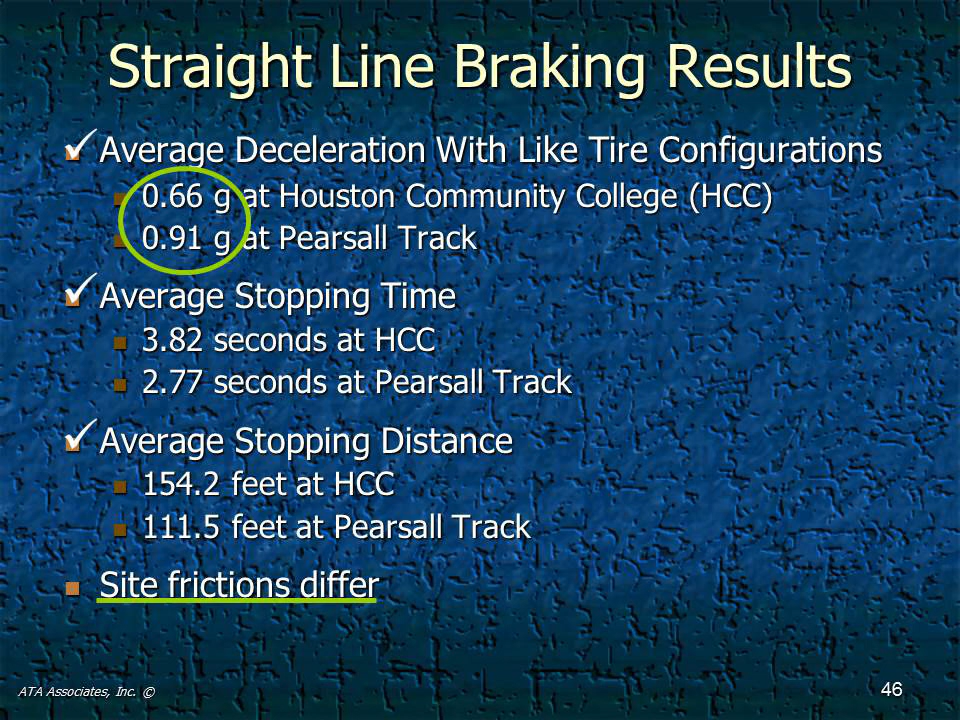 Straight Line Braking Results
Average Deceleration With Like Tire Configurations
0.66 g at Houston Community College (HCC)
0.91 g at Pearsall Track
Average Stopping Time
3.82 seconds at HCC
2.77 seconds at Pearsall Track
Average Stopping Distance
154.2 feet at HCC
111.5 feet at Pearsall Track
Site frictions differ
ATA Associates, Inc. ©
46